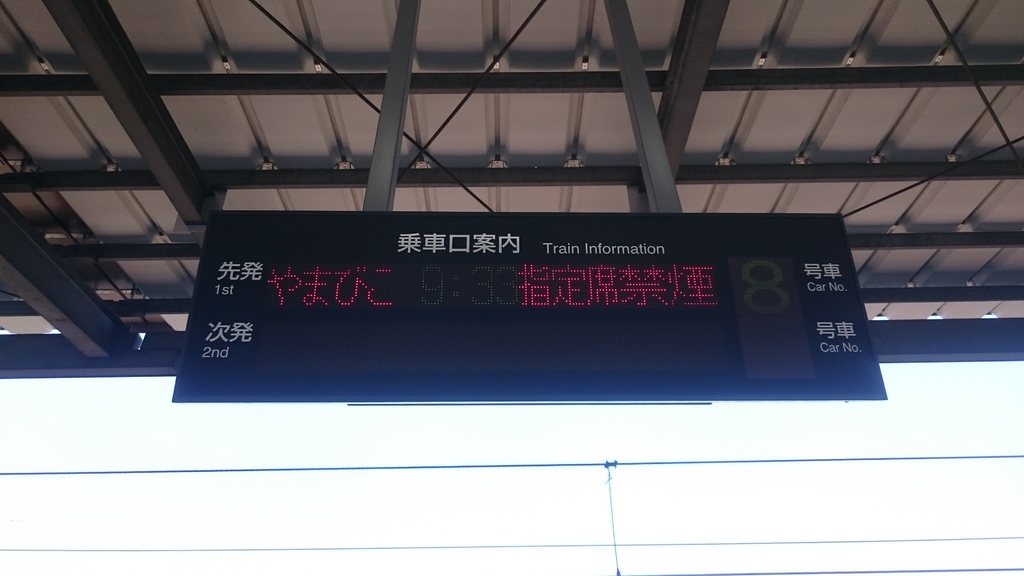 乗車口案内 Train Information
先発 やまびこ 9:33 指定席禁煙 8 号車
1st Car No.
次発 号車
2nd Car No.